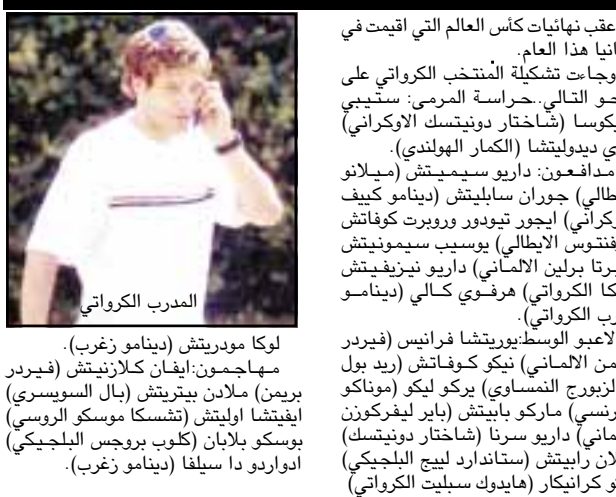 عقب نهائيات كأس العالم التي اقيمت في
انيا هذا العام.
وجاءت تشكيلة المنتخب الكرواتي على
حو التالي..حراسة المرمى: ستيبي
كوسا (شاختار دونيتسك الاوكراني)
ي ديدوليتشا (الكمار الهولندي).
مدافعون: داريو سيميتش (ميلانو
طالي) جوران سابليتش (دينامو كييف
وكراني) ايجور تيودور وروبرت كوفاتش
فنتوس الايطالي) يوسيب سيمونيتش
يرتا برلين الالماني) داريو نيزيفيتش
كا الكرواتي) هرفوي كالي (دينامو
رب الكرواتي).
لاعبو الوسط:يوريتشا فرانيس (فيردر
من الالماني) نيكو كوفاتش (ريد بول
لزبورج النمساوي) يركو ليكو (موناكو
رنسي) ماركو بابيتش (باير ليفركوزن
ماني) داريو سرنا (شاختار دونيتسك)
لان رابيتش (ستاندارد لييج البلجيكي)
و كرانيكار (هايدوك سبليت الكرواتي)
المدرب الكرواتي
لوكا مودريتش (دينامو زغرب).
مهاجمون:ايفان كلازنيتش (فيردر
بريمن) ملادن بيتريتش (بال السويسري)
ايفيتشا اوليتش (تشسكا موسكو الروسي)
بوسكو بلابان (كلوب بروجس البلجيكي)
ادواردو دا سيلفا (دينامو زغرب).